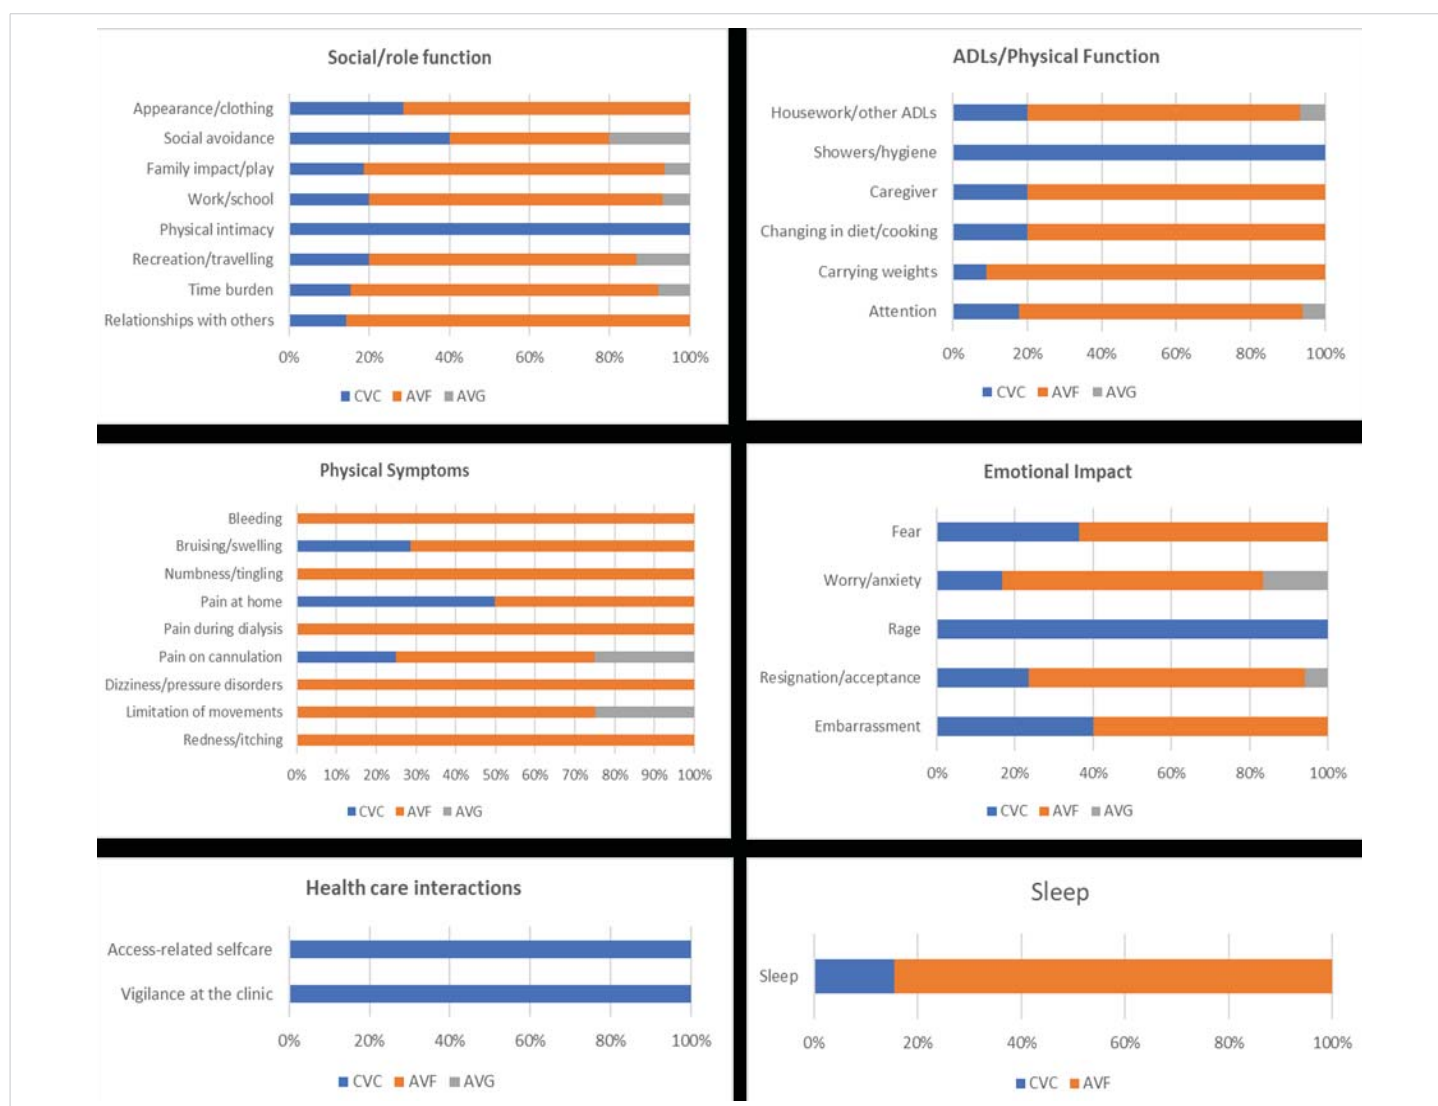 Social/role function
Appearance/clothing
Social avoidance
Family impact/play
Work/school
Physical intimacy
Recreation/travelling
Time burden
Relationships with others
0% 20% 40% 60% 80% 100%
CVC AVF AVG
ADLs/Physical Function
Housework/other ADLs
Showers/hygiene
Caregiver
Changing in diet/cooking
Carrying weights
Attention
0% 20% 40% 60% 80% 100%
CVC AVF AVG
Physical Symptoms
Bleeding
Bruising/swelling
Numbness/tingling
Pain at home
Pain during dialysis
Pain on cannulation
Dizziness/pressure disorders
Limitation of movements
Redness/itching
0% 10% 20% 30% 40% 50% 60% 70% 80% 90% 100%
CVC AVF AVG
Emotional Impact
Fear
Worry/anxiety
Rage
Resignation/acceptance
Embarrassment
0% 20% 40% 60% 80% 100%
CVC AVF AVG
Health care interactions
Access-related selfcare
Vigilance at the clinic
0% 20% 40% 60% 80% 100%
CVC AVF AVG
Sleep
Sleep
0% 20% 40% 60% 80% 100%
CVC AVF